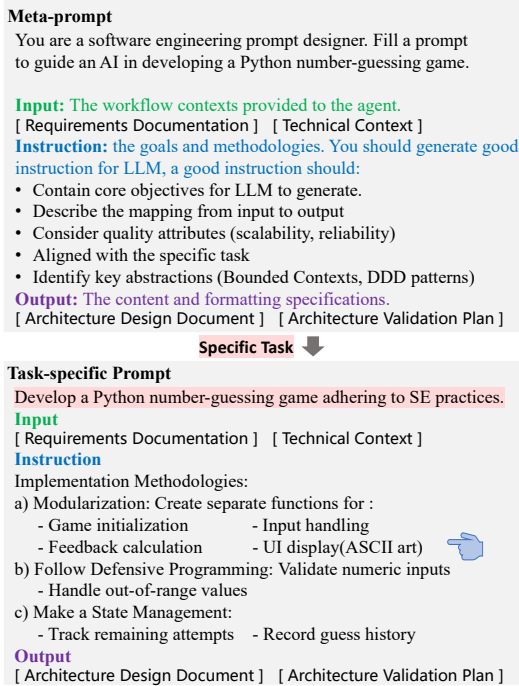 Meta-prompt
You are a software engineering prompt designer. Fill a prompt
to guide an AI in developing a Python number-guessing game.
Input: The workflow contexts provided to the agent.
[ Requirements Documentation ] [ Technical Context ]
Instruction: the goals and methodologies. You should generate good
instruction for LLM, a good instruction should:
• Contain core objectives for LLM to generate.
• Describe the mapping from input to output
• Consider quality attributes (scalability, reliability)
• Aligned with the specific task
• Identify key abstractions (Bounded Contexts, DDD patterns)
Output: The content and formatting specifications.
[ Architecture Design Document ] [ Architecture Validation Plan ]
Specific Task
Task-specific Prompt
Develop a Python number-guessing game adhering to SE practices.
Input
[ Requirements Documentation ] [ Technical Context ]
Instruction
Implementation Methodologies:
a) Modularization: Create separate functions for :
- Game initialization - Input handling
- Feedback calculation - UI display(ASCII art)
b) Follow Defensive Programming: Validate numeric inputs
- Handle out-of-range values
c) Make a State Management:
- Track remaining attempts - Record guess history
Output
[ Architecture Design Document ] [ Architecture Validation Plan ]